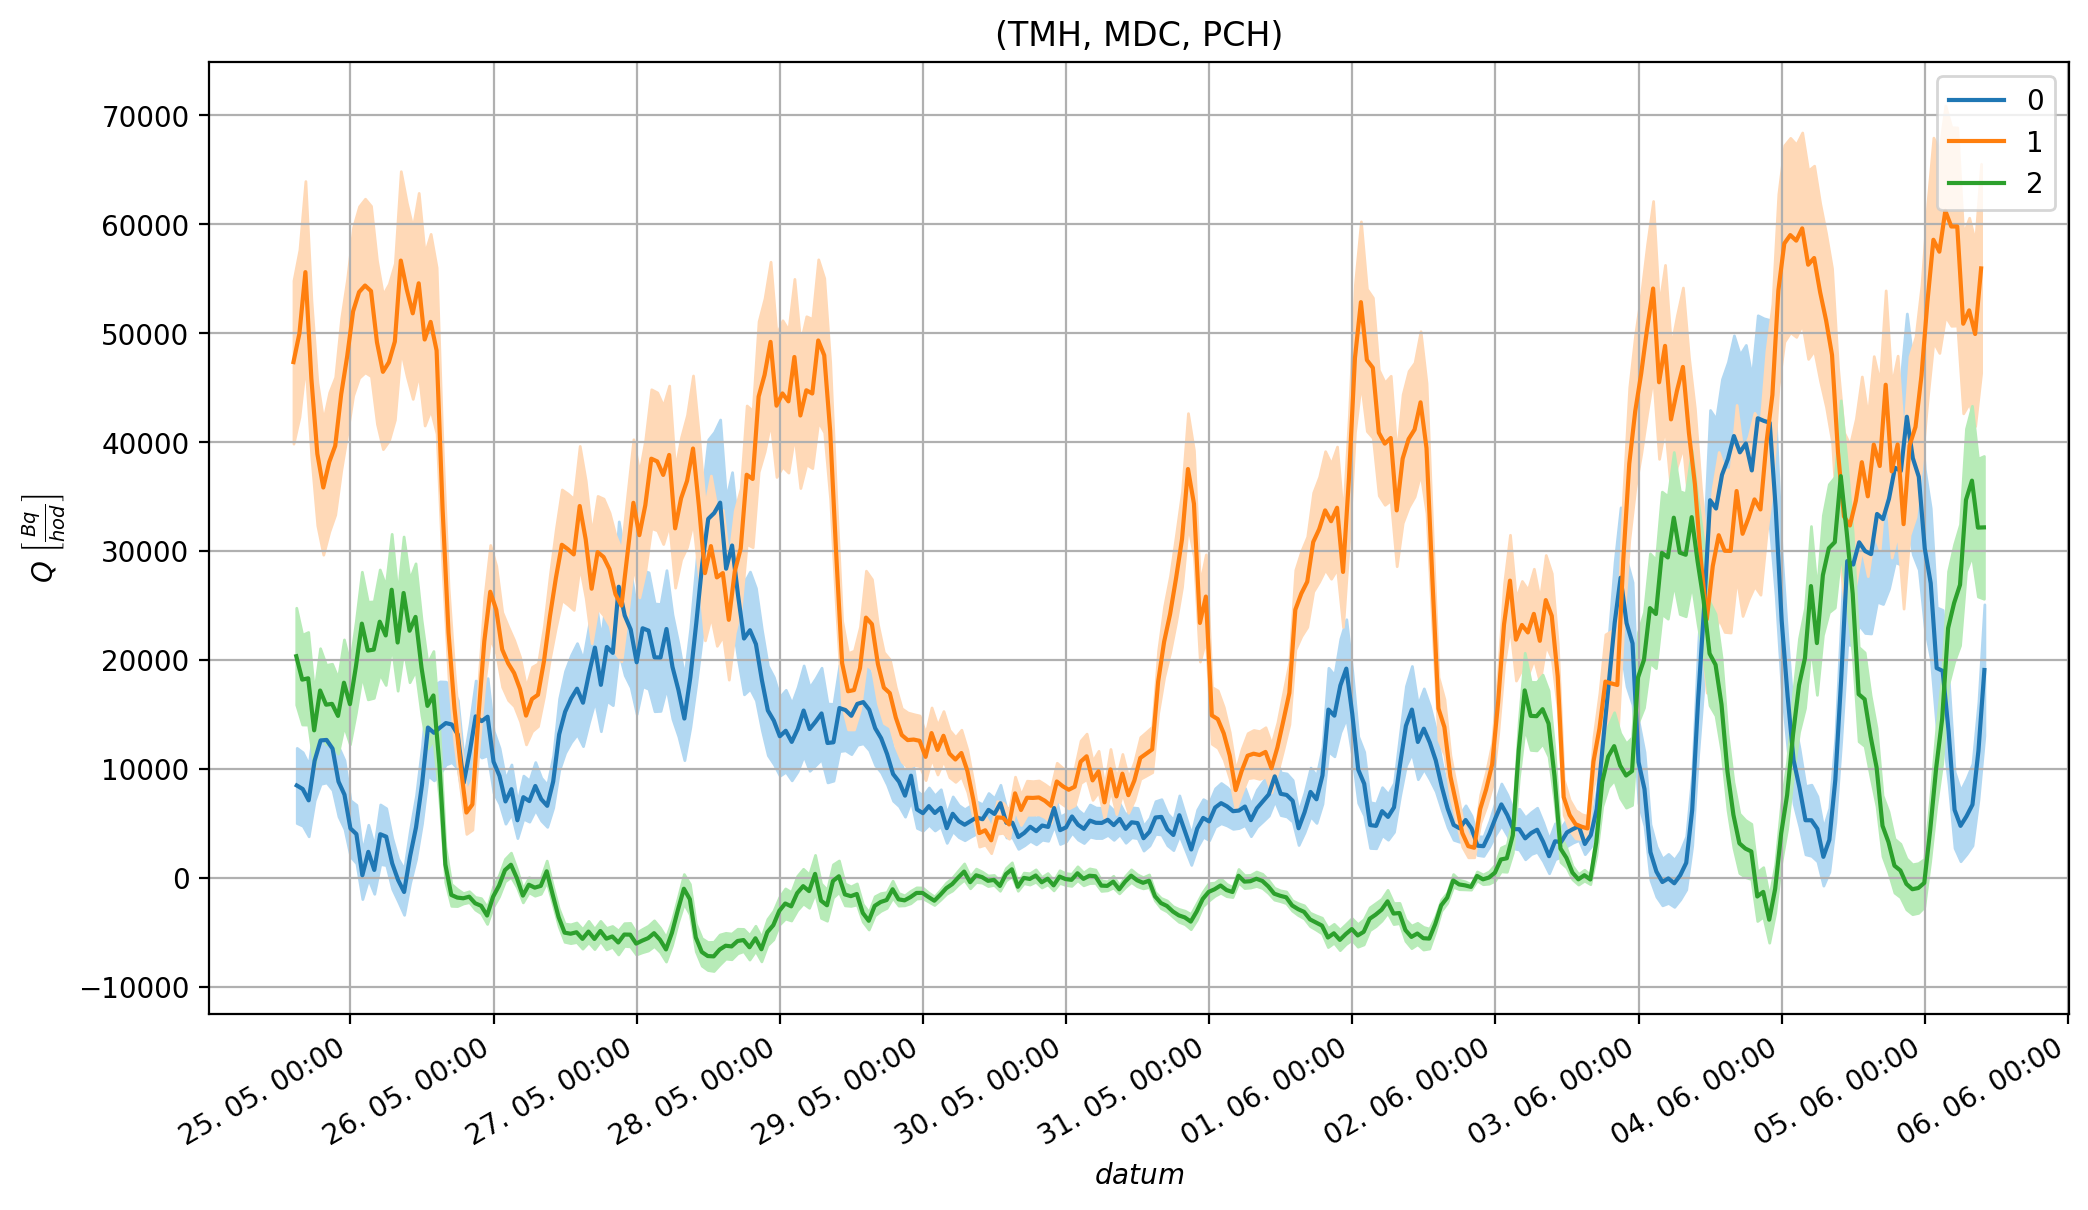 (TMH, MDC, PCH)
0
1
2
70000
60000
50000
40000
30000
20000
10000
0
−10000
Q [Bq/hod]
25. 05. 00:00
26. 05. 00:00
27. 05. 00:00
28. 05. 00:00
29. 05. 00:00
30. 05. 00:00
31. 05. 00:00
01. 06. 00:00
02. 06. 00:00
03. 06. 00:00
04. 06. 00:00
05. 06. 00:00
06. 06. 00:00
datum